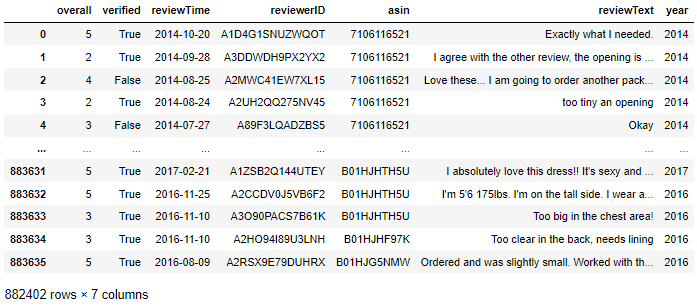 overall verified reviewTime reviewerID asin reviewText year
0 5 True 2014-10-20 A1D4G1SNUZWQOT 7106116521 Exactly what I needed. 2014
1 2 True 2014-09-28 A3DDWDH9PX2YX2 7106116521 I agree with the other review, the opening is ... 2014
2 4 False 2014-08-25 A2MWC41EW7XL15 7106116521 Love these... I am going to order another pack... 2014
3 2 True 2014-08-24 A2UH2QQ275NV45 7106116521 too tiny an opening 2014
4 3 False 2014-07-27 A89F3LQADZBS5 7106116521 Okay 2014
... ... ... ... ... ... ... ...
883631 5 True 2017-02-21 A1ZSB2Q144UTEY B01HJHTH5U I absolutely love this dress!! It's sexy and ... 2017
883632 5 True 2016-11-25 A2CCDV0J5VB6F2 B01HJHTH5U I'm 5'6 175lbs. I'm on the tall side. I wear a... 2016
883633 3 True 2016-11-10 A3O90PACS7B61K B01HJHTH5U Too big in the chest area! 2016
883634 3 True 2016-11-10 A2HO94I89U3LNH B01HJHF97K Too clear in the back, needs lining 2016
883635 5 True 2016-08-09 A2RSX9E79DUHRX B01HJG5NMW Ordered and was slightly small. Worked with th... 2016
882402 rows × 7 columns